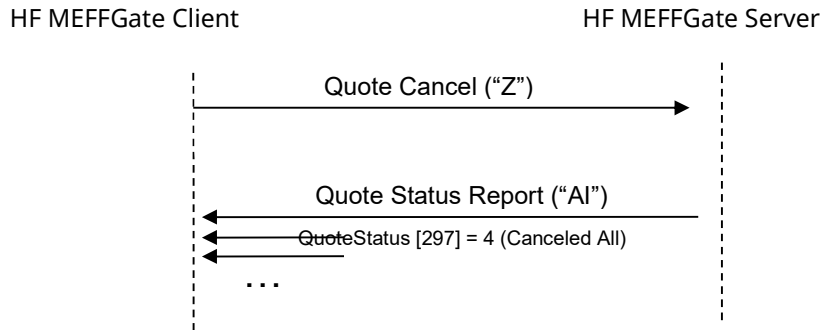 HF MEFFGate Client
HF MEFFGate Server
Quote Cancel (“Z”)
Quote Status Report (“AI”)
QuoteStatus [297] = 4 (Canceled All)
...